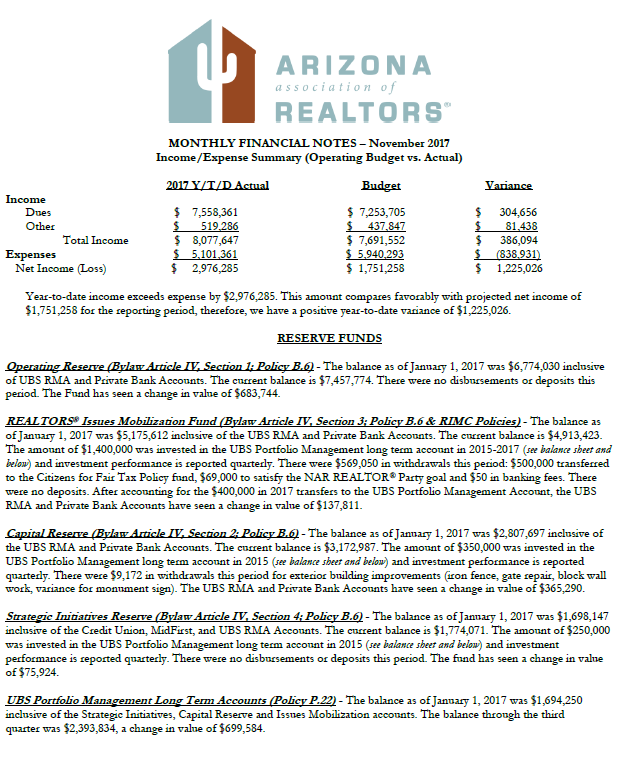 ARIZONA
association of
REALTORS®
MONTHLY FINANCIAL NOTES – November 2017
Income/Expense Summary (Operating Budget vs. Actual)
2017 Y/T/D Actual Budget Variance
Income
Dues $ 7,558,361 $ 7,253,705 $ 304,656
Other $ 519,286 $ 437,847 $ 81,438
Total Income $ 8,077,647 $ 7,691,552 $ 386,094
Expenses $ 5,101,361 $ 5,940,293 $ (838,931)
Net Income (Loss) $ 2,976,285 $ 1,751,258 $ 1,225,026
Year-to-date income exceeds expense by $2,976,285. This amount compares favorably with projected net income of
$1,751,258 for the reporting period, therefore, we have a positive year-to-date variance of $1,225,026.
RESERVE FUNDS
Operating Reserve (Bylaw Article IV, Section 1; Policy B.6) - The balance as of January 1, 2017 was $6,774,030 inclusive
of UBS RMA and Private Bank Accounts. The current balance is $7,457,774. There were no disbursements or deposits this
period. The Fund has seen a change in value of $683,744.
REALTORS® Issues Mobilization Fund (Bylaw Article IV, Section 3; Policy B.6 & RIMC Policies) - The balance as
of January 1, 2017 was $5,175,612 inclusive of the UBS RMA and Private Bank Accounts. The current balance is $4,913,423.
The amount of $1,400,000 was invested in the UBS Portfolio Management long term account in 2015-2017 (see balance sheet and
below) and investment performance is reported quarterly. There were $569,050 in withdrawals this period: $500,000 transferred
to the Citizens for Fair Tax Policy fund, $69,000 to satisfy the NAR REALTOR® Party goal and $50 in banking fees. There
were no deposits. After accounting for the $400,000 in 2017 transfers to the UBS Portfolio Management Account, the UBS
RMA and Private Bank Accounts have seen a change in value of $137,811.
Capital Reserve (Bylaw Article IV, Section 2; Policy B.6) - The balance as of January 1, 2017 was $2,807,697 inclusive of
the UBS RMA and Private Bank Accounts. The current balance is $3,172,987. The amount of $350,000 was invested in the
UBS Portfolio Management long term account in 2015 (see balance sheet and below) and investment performance is reported
quarterly. There were $9,172 in withdrawals this period for exterior building improvements (iron fence, gate repair, block wall
work, variance for monument sign). The UBS RMA and Private Bank Accounts have seen a change in value of $365,290.
Strategic Initiatives Reserve (Bylaw Article IV, Section 4; Policy B.6) - The balance as of January 1, 2017 was $1,698,147
inclusive of the Credit Union, MidFirst, and UBS RMA Accounts. The current balance is $1,774,071. The amount of $250,000
was invested in the UBS Portfolio Management long term account in 2015 (see balance sheet and below) and investment
performance is reported quarterly. There were no disbursements or deposits this period. The fund has seen a change in value
of $75,924.
UBS Portfolio Management Long Term Accounts (Policy P.22) - The balance as of January 1, 2017 was $1,694,250
inclusive of the Strategic Initiatives, Capital Reserve and Issues Mobilization accounts. The balance through the third
quarter was $2,393,834, a change in value of $699,584.